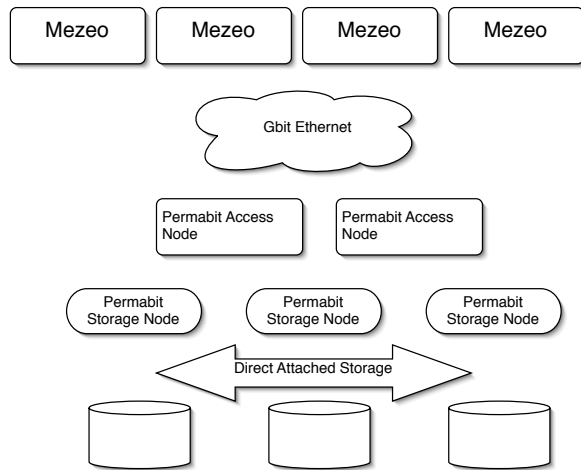 Mezeo
Mezeo
Mezeo
Mezeo
Gbit Ethernet
Permabit Access
Node
Permabit Access
Node
Permabit
Storage Node
Permabit
Storage Node
Permabit
Storage Node
Direct Attached Storage